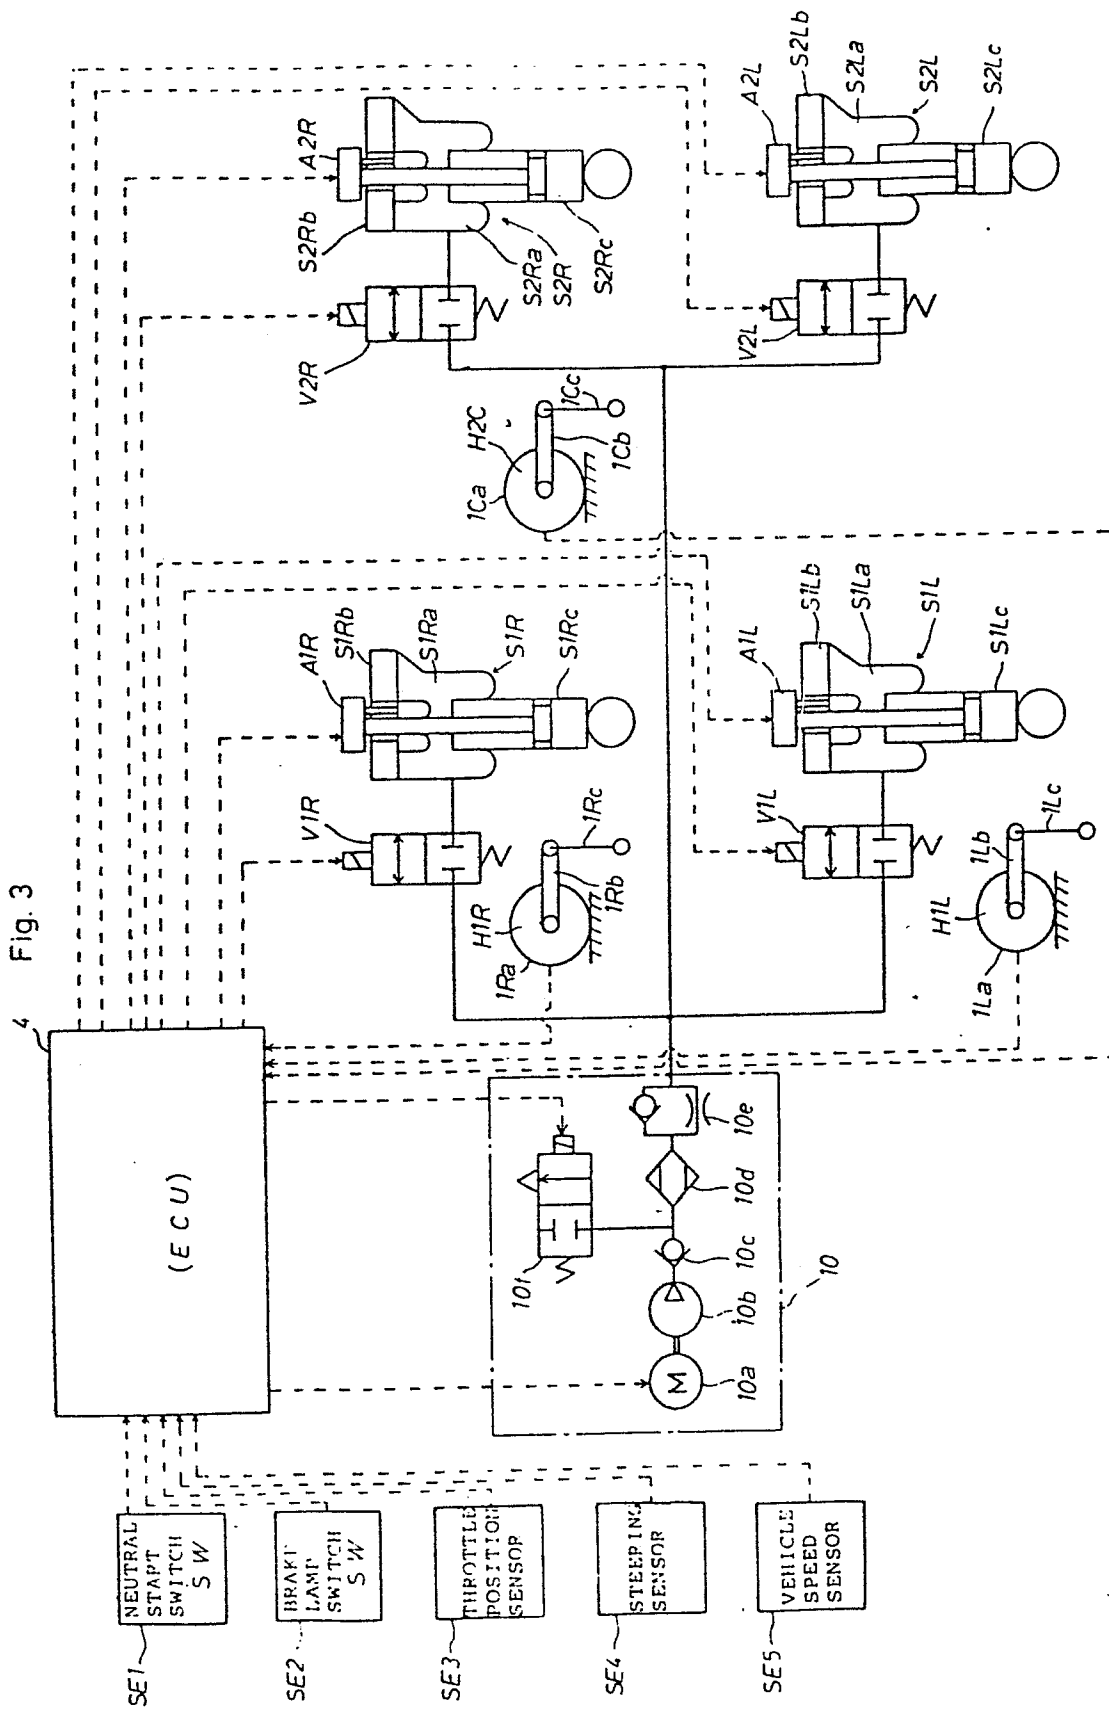 Fig. 3
4
(ECU)
NEUTRAL
START
SWITCH
SW
SE1
BRAKE
LAMP
SWITCH
SW
SE2
THROTTLE
POSITION
SENSOR
SE3
STEERING
SENSOR
SE4
VEHICLE
SPEED
SENSOR
SE5
10
10a
M
10b
10c
10d
10e
10f
V1R
A1R
S1Rb
S1Ra
S1R
S1Rc
H1R
1Ra
1Rb
1Rc
V1L
A1L
S1Lb
S1La
S1L
S1Lc
H1L
1La
1Lb
1Lc
H2C
1Ca
1Cb
1Cc
V2R
S2Rb
A2R
S2Ra
S2R
S2Rc
V2L
A2L
S2Lb
S2La
S2L
S2Lc